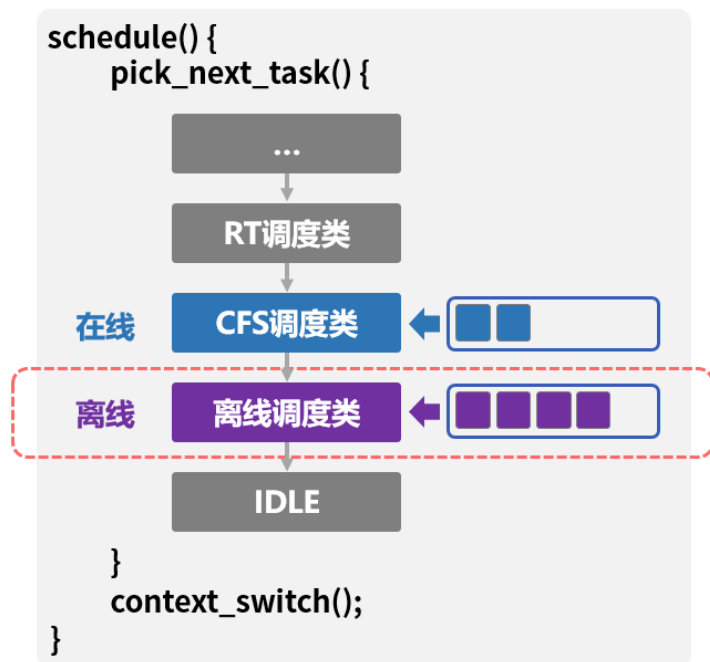 schedule() {
pick_next_task() {
...
RT调度类
在线 CFS调度类
离线 离线调度类
IDLE
}
context_switch();
}